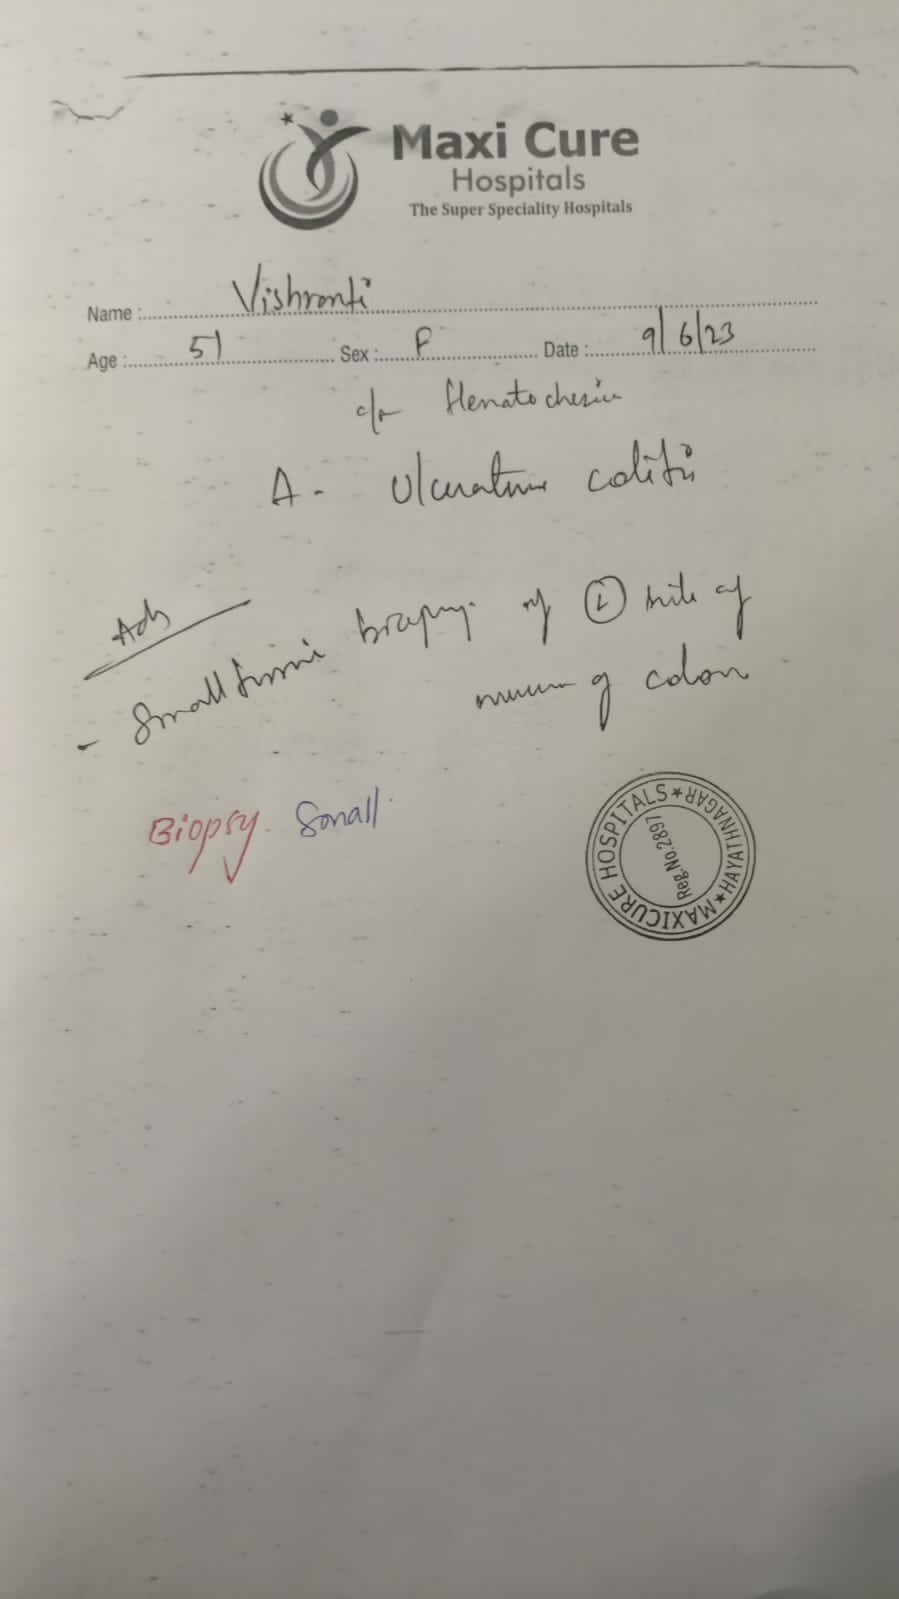 Maxi Cure
Hospitals
The Super Speciality Hospitals
Name : Vishranti
Age : 51 Sex : F Date : 9/6/23
c/o Hematochezia
Δ - Ulcerative colitis
Adv
- Small tissue biopsy of (L) side of
mucosa of colon
Biopsy Small
MAXICURE HOSPITALS ★ HAYATHNAGAR ★
Reg.No.2897